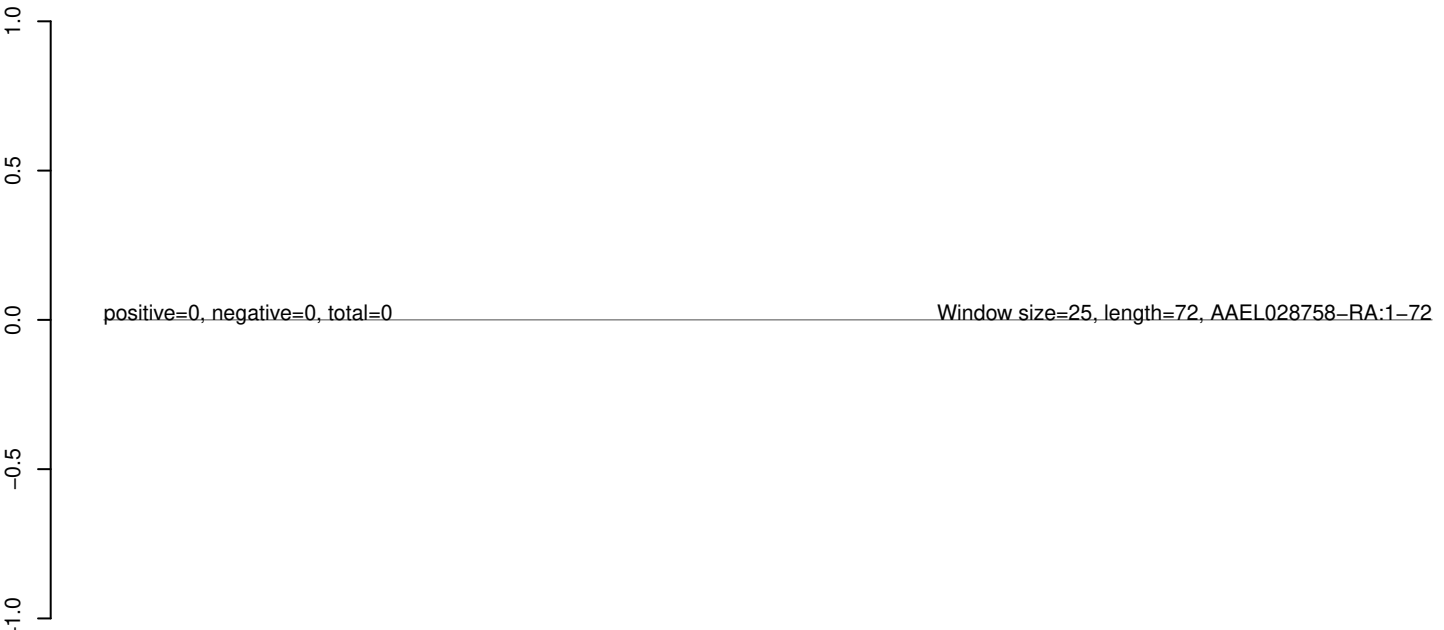 1.0
0.5
positive=0, negative=0, total=0
Window size=25, length=72, AAEL028758−RA:1−72
0.0
−0.5
−1.0